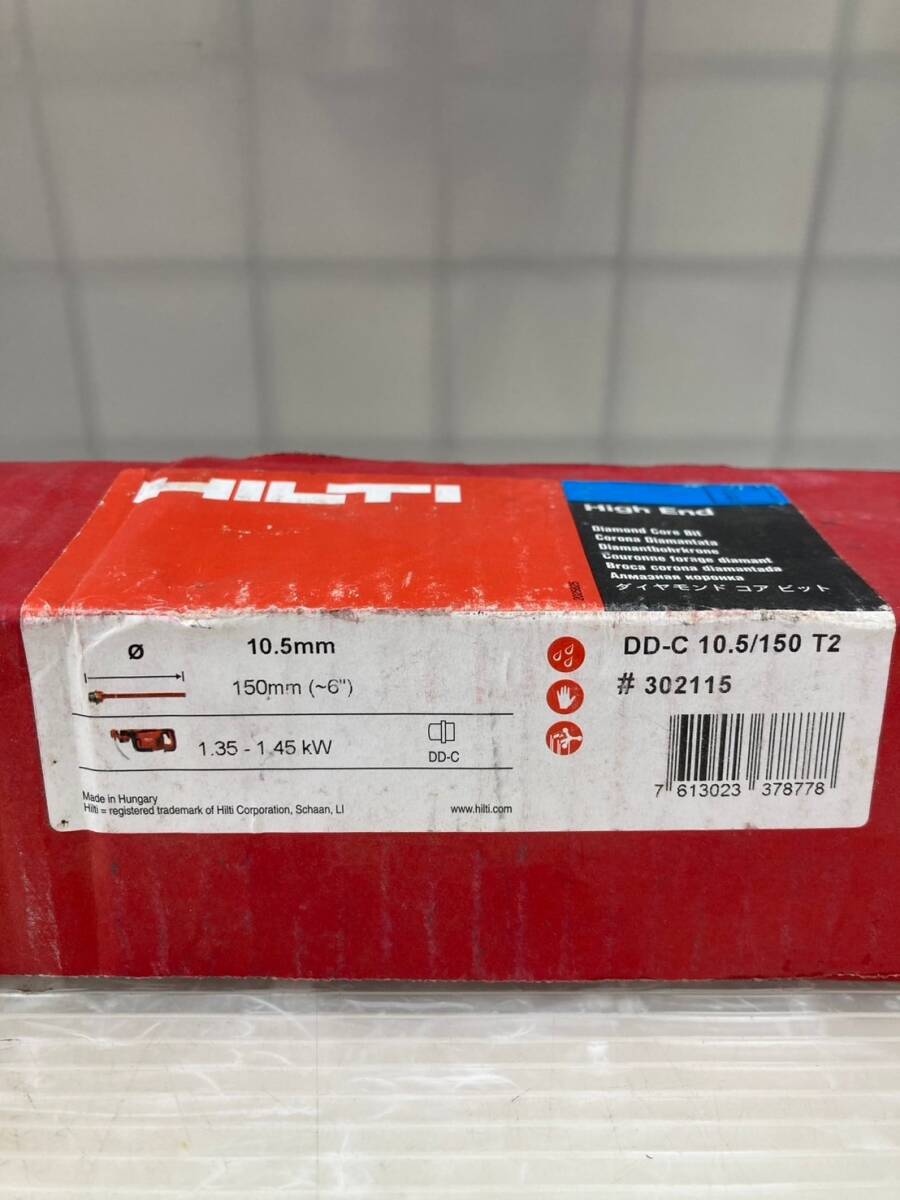 HILTI
High End
Diamond Core Bit
Corona Diamantata
Diamantbohrkrone
Couronne forage diamant
Broca corona diamantada
Алмазная коронка
ダイヤモンド コア ビット
Ø 10.5mm
150mm (~6")
1.35 - 1.45 kW
DD-C
Made in Hungary
Hilti = registered trademark of Hilti Corporation, Schaan, LI
www.hilti.com
DD-C 10.5/150 T2
# 302115
7 613023 378778